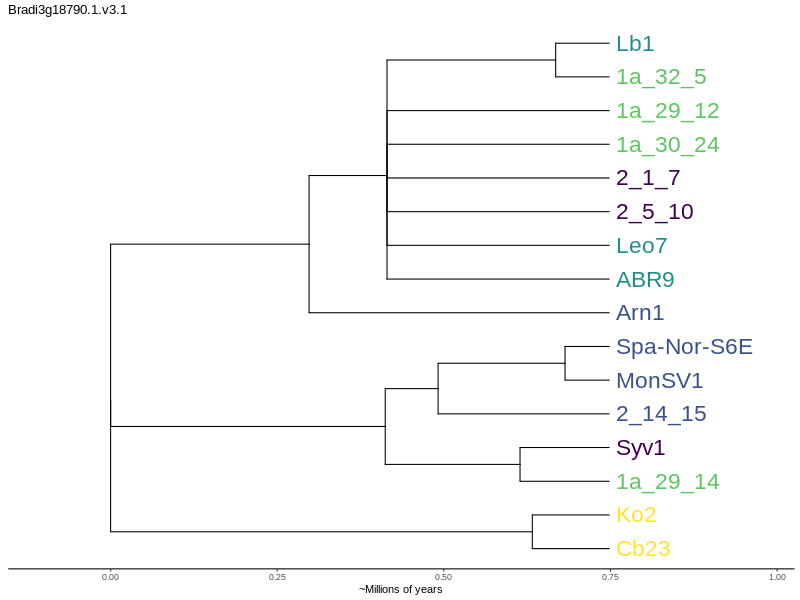 Bradi3g18790.1.v3.1
Lb1
1a_32_5
1a_29_12
1a_30_24
2_1_7
2_5_10
Leo7
ABR9
Arn1
Spa-Nor-S6E
MonSV1
2_14_15
Syv1
1a_29_14
Ko2
Cb23
0.00 0.25 0.50 0.75 1.00
~Millions of years